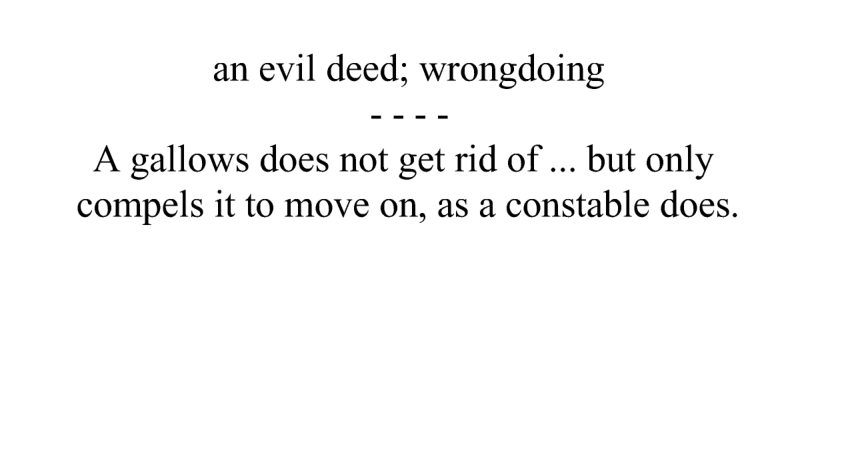 an evil deed; wrongdoing
- - - -
A gallows does not get rid of ... but only
compels it to move on, as a constable does.